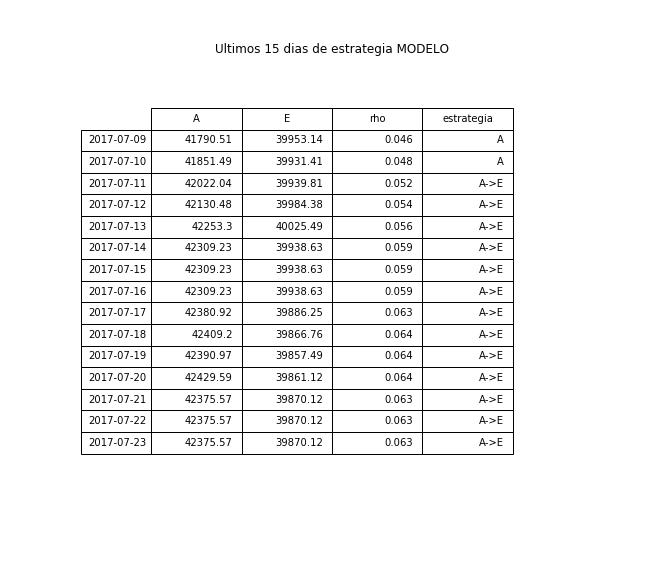 Ultimos 15 dias de estrategia MODELO
A E rho estrategia
2017-07-09 41790.51 39953.14 0.046 A
2017-07-10 41851.49 39931.41 0.048 A
2017-07-11 42022.04 39939.81 0.052 A->E
2017-07-12 42130.48 39984.38 0.054 A->E
2017-07-13 42253.3 40025.49 0.056 A->E
2017-07-14 42309.23 39938.63 0.059 A->E
2017-07-15 42309.23 39938.63 0.059 A->E
2017-07-16 42309.23 39938.63 0.059 A->E
2017-07-17 42380.92 39886.25 0.063 A->E
2017-07-18 42409.2 39866.76 0.064 A->E
2017-07-19 42390.97 39857.49 0.064 A->E
2017-07-20 42429.59 39861.12 0.064 A->E
2017-07-21 42375.57 39870.12 0.063 A->E
2017-07-22 42375.57 39870.12 0.063 A->E
2017-07-23 42375.57 39870.12 0.063 A->E